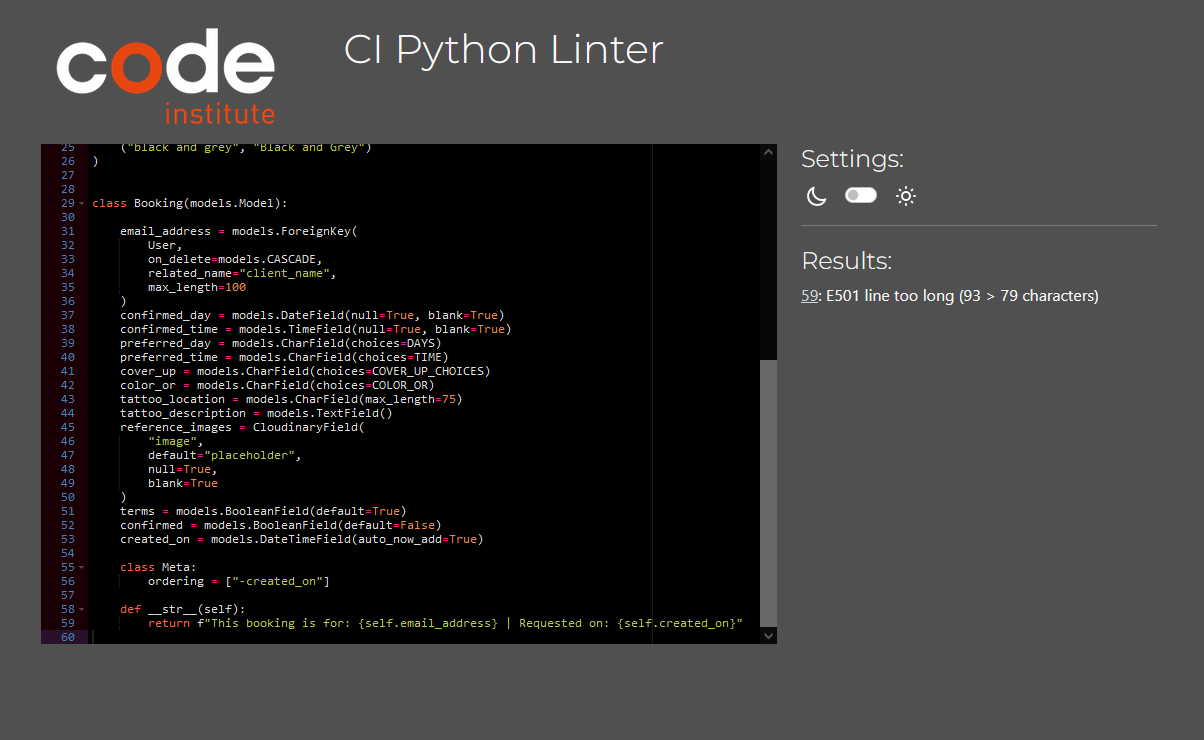 code
institute
CI Python Linter
25 ("black and grey", "Black and Grey")
26 )
27
28
29 class Booking(models.Model):
30
31 email_address = models.ForeignKey(
32 User,
33 on_delete=models.CASCADE,
34 related_name="client_name",
35 max_length=100
36 )
37 confirmed_day = models.DateField(null=True, blank=True)
38 confirmed_time = models.TimeField(null=True, blank=True)
39 preferred_day = models.CharField(choices=DAYS)
40 preferred_time = models.CharField(choices=TIME)
41 cover_up = models.CharField(choices=COVER_UP_CHOICES)
42 color_or = models.CharField(choices=COLOR_OR)
43 tattoo_location = models.CharField(max_length=75)
44 tattoo_description = models.TextField()
45 reference_images = CloudinaryField(
46 "image",
47 default="placeholder",
48 null=True,
49 blank=True
50 )
51 terms = models.BooleanField(default=True)
52 confirmed = models.BooleanField(default=False)
53 created_on = models.DateTimeField(auto_now_add=True)
54
55 class Meta:
56 ordering = ["-created_on"]
57
58 def __str__(self):
59 return f"This booking is for: {self.email_address} | Requested on: {self.created_on}"
60
Settings:
Results:
59: E501 line too long (93 > 79 characters)